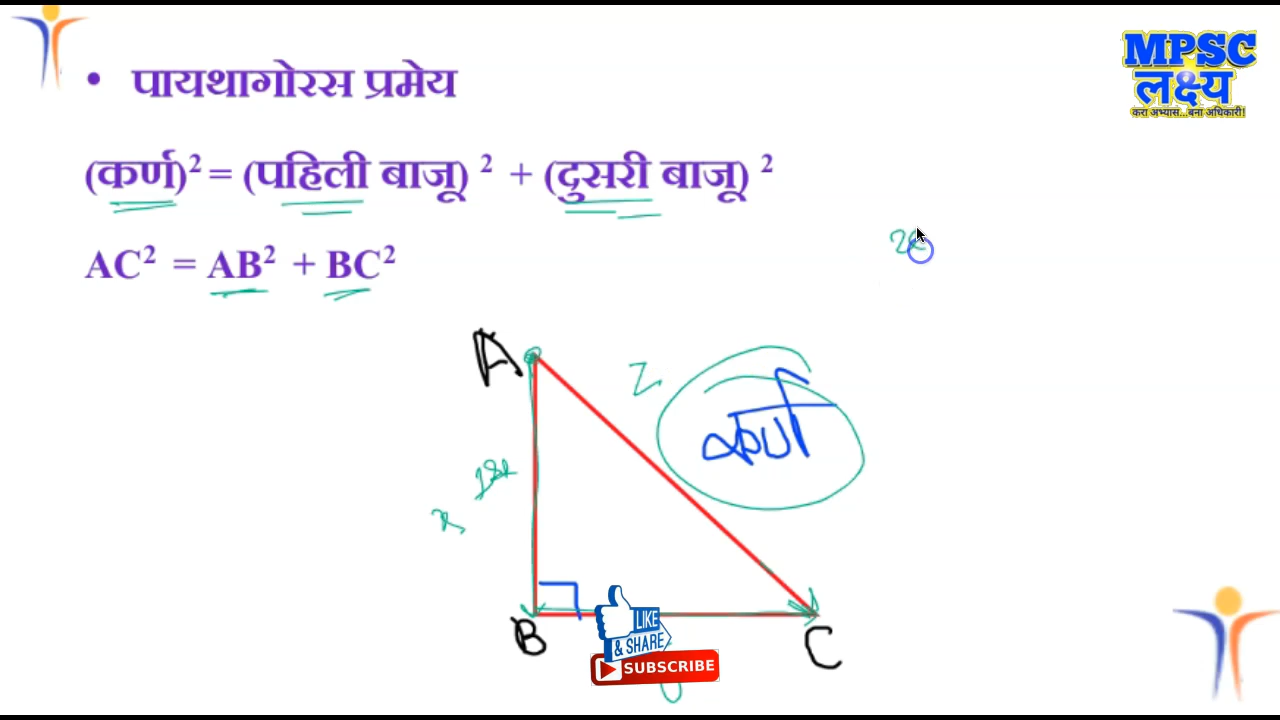 • पायथागोरस प्रमेय
MPSC
लक्ष्य
करा अभ्यास...बना अधिकारी!
(कर्ण)² = (पहिली बाजू) ² + (दुसरी बाजू) ²
AC² = AB² + BC²
A
Z
कर्ण
1st
x
B
C
LIKE
& SHARE
SUBSCRIBE